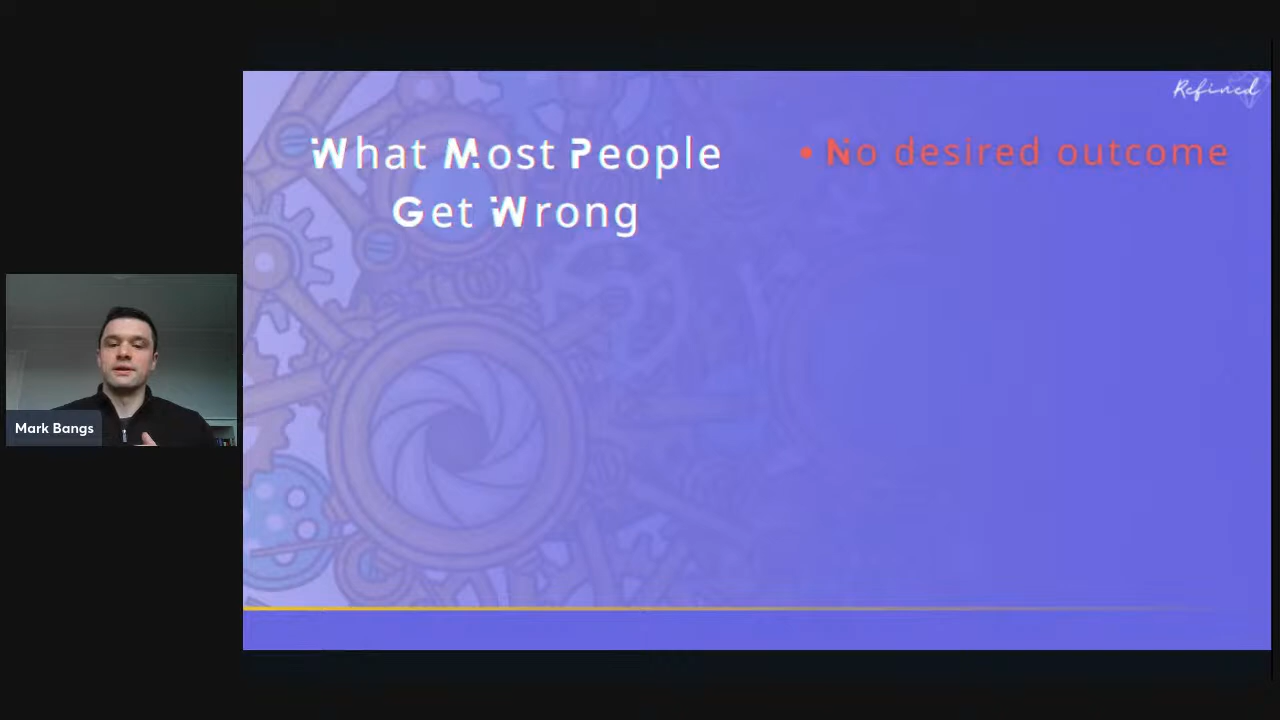 Refined
What Most People
Get Wrong
• No desired outcome
Mark Bangs